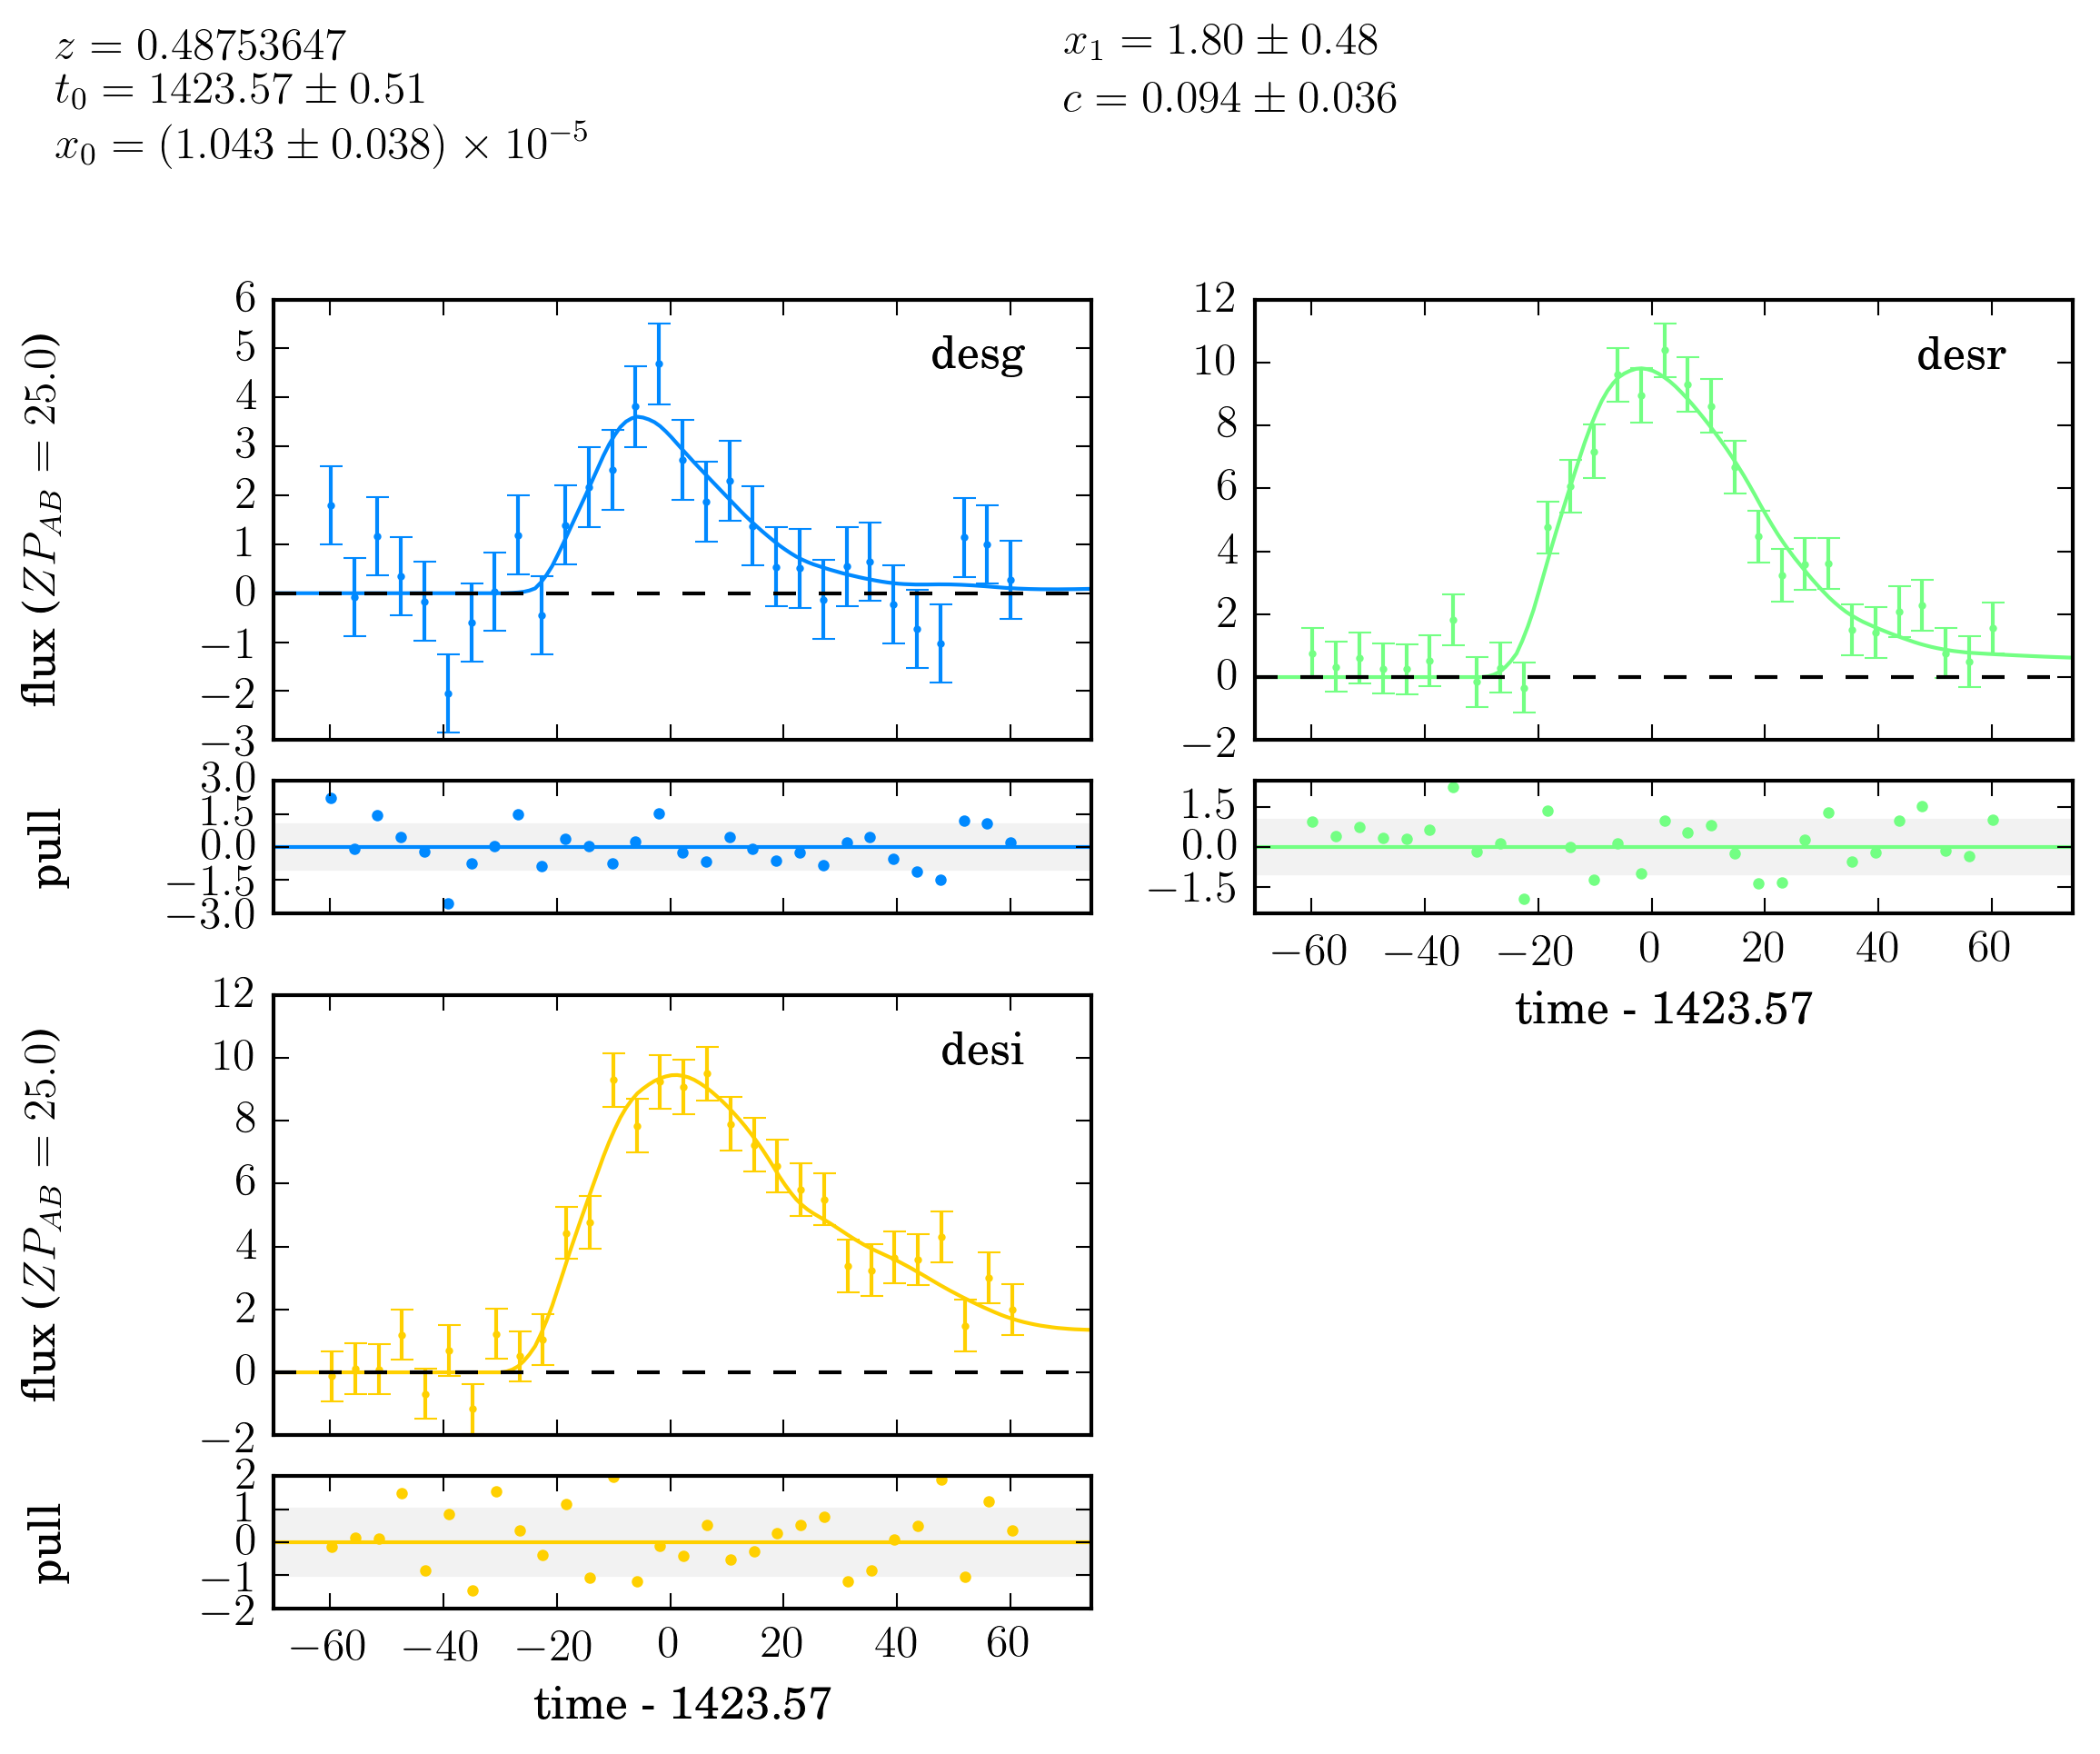 z = 0.48753647
t₀ = 1423.57 ± 0.51
x₀ = (1.043 ± 0.038) × 10⁻⁵
x₁ = 1.80 ± 0.48
c = 0.094 ± 0.036
flux (ZP_AB = 25.0)
6
5
4
3
2
1
0
−1
−2
−3
desg
12
10
8
6
4
2
0
−2
desr
pull
3.0
1.5
0.0
−1.5
−3.0
1.5
0.0
−1.5
−60 −40 −20 0 20 40 60
time - 1423.57
flux (ZP_AB = 25.0)
12
10
8
6
4
2
0
−2
desi
pull
2
1
0
−1
−2
−60 −40 −20 0 20 40 60
time - 1423.57